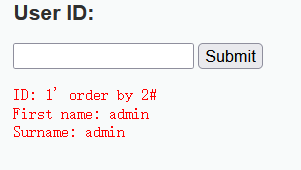 User ID:
Submit
ID: 1' order by 2#
First name: admin
Surname: admin